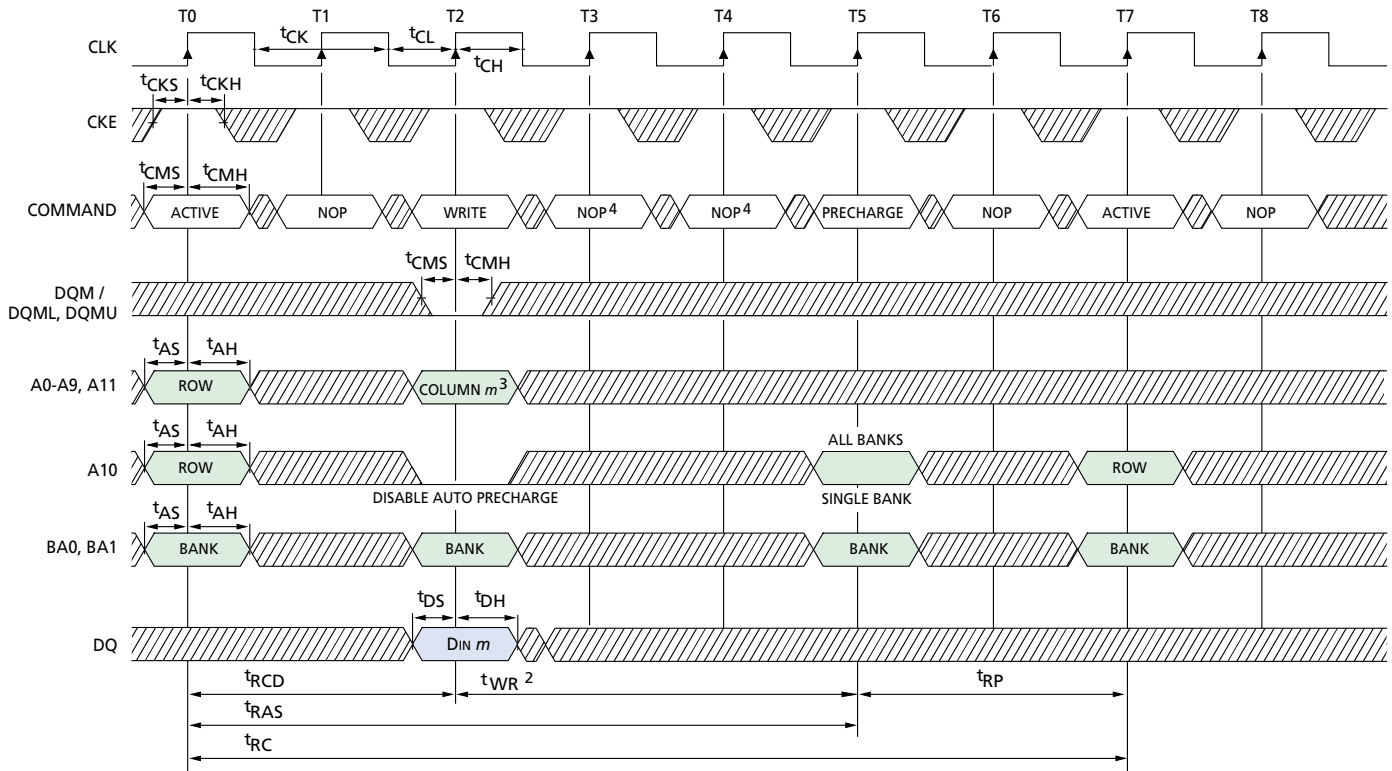 T0 T1 T2 T3 T4 T5 T6 T7 T8
CLK
tCK tCL
tCH
tCKS tCKH
CKE
tCMS tCMH
COMMAND ACTIVE NOP WRITE NOP4 NOP4 PRECHARGE NOP ACTIVE NOP
tCMS tCMH
DQM /
DQML, DQMU
tAS tAH
A0-A9, A11 ROW COLUMN m3
tAS tAH
ALL BANKS
A10 ROW ROW
DISABLE AUTO PRECHARGE SINGLE BANK
tAS tAH
BA0, BA1 BANK BANK BANK BANK
tDS tDH
DQ DIN m
tRCD tWR 2 tRP
tRAS
tRC